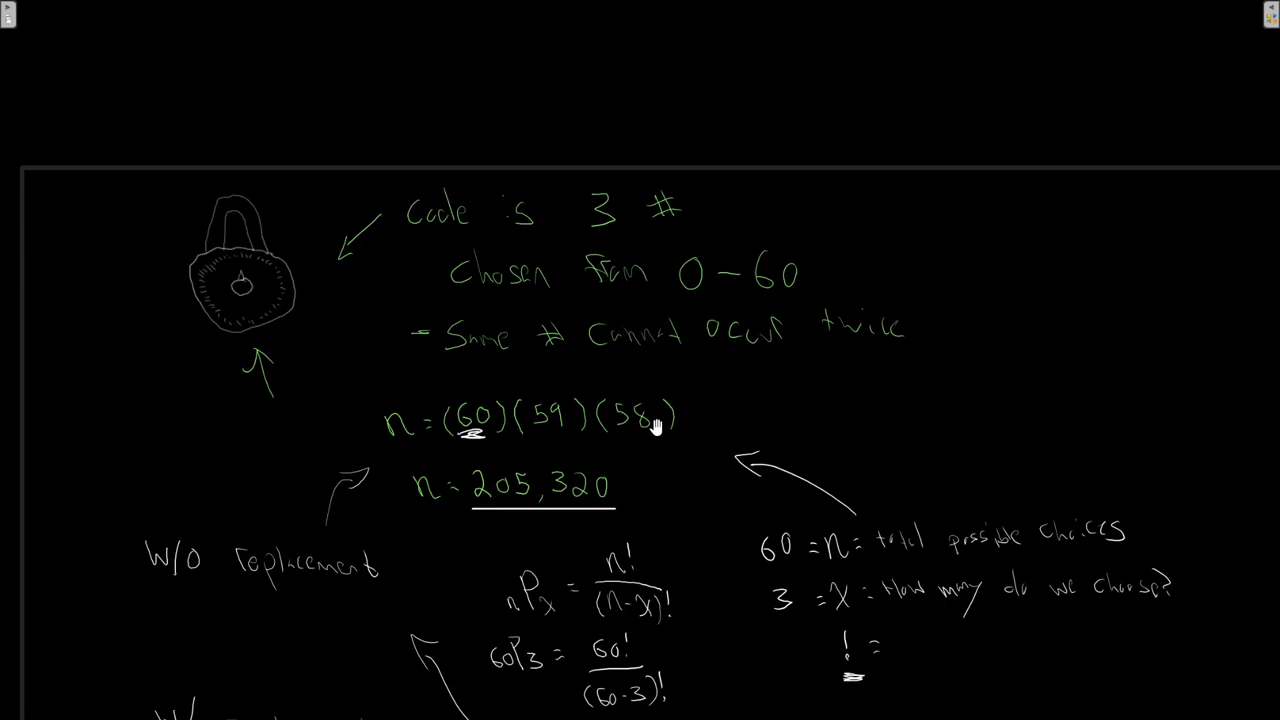 Code is 3 #
Chosen from 0-60
- Same # Cannot Occur twice
n = (60)(59)(58)
n = 205,320
W/O replacement
60 = n = total possible choices
3 = x = How many do we choose?
! =
nPx = n!/(n-x)!
60P3 = 60!/(60-3)!
W/